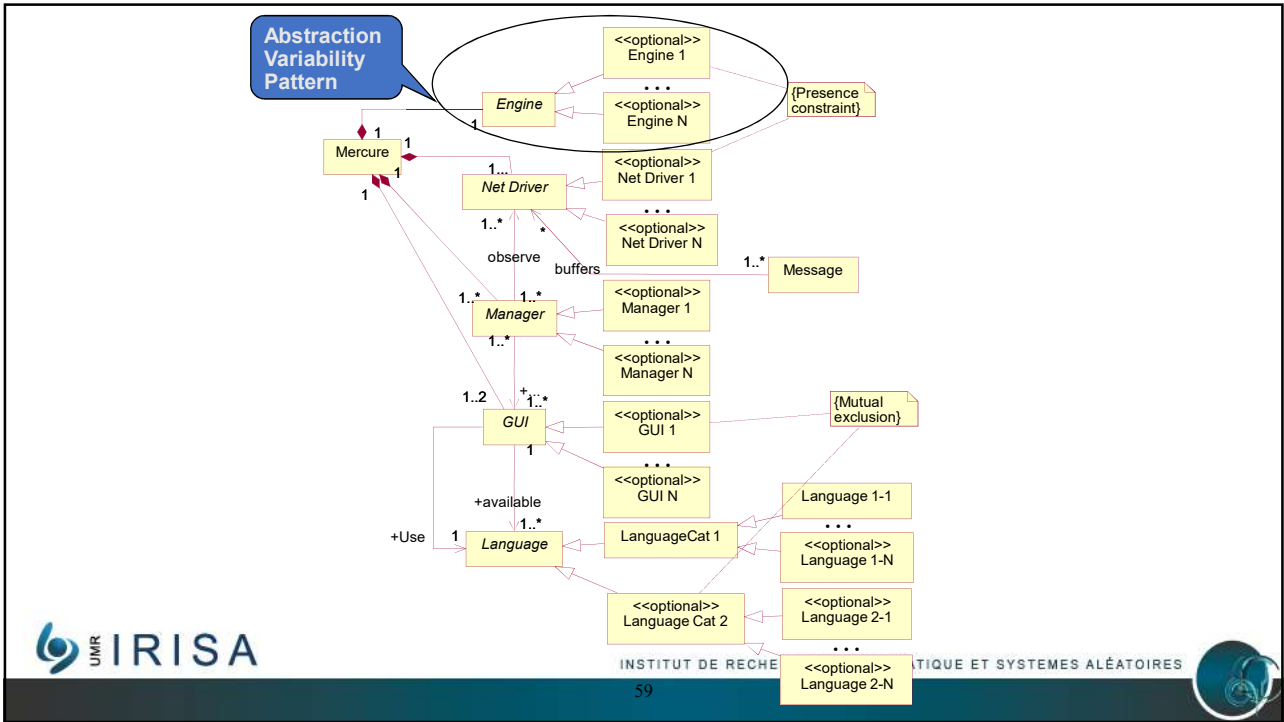 Abstraction
Variability
Pattern
<<optional>>
Engine 1
...
<<optional>>
Engine N
{Presence
constraint}
Engine
1
1
Mercure
1
1
1
1...
Net Driver
<<optional>>
Net Driver 1
...
<<optional>>
Net Driver N
1..*
*
observe
buffers
1..*
Message
1..*
1..*
Manager
1..*
<<optional>>
Manager 1
...
<<optional>>
Manager N
1..2
+...
1..*
GUI
1
<<optional>>
GUI 1
...
<<optional>>
GUI N
{Mutual
exclusion}
+available
1..*
+Use
1
Language
LanguageCat 1
Language 1-1
...
<<optional>>
Language 1-N
<<optional>>
Language Cat 2
<<optional>>
Language 2-1
...
<<optional>>
Language 2-N
UMR IRISA
INSTITUT DE RECHE
ATIQUE ET SYSTEMES ALÉATOIRES
59